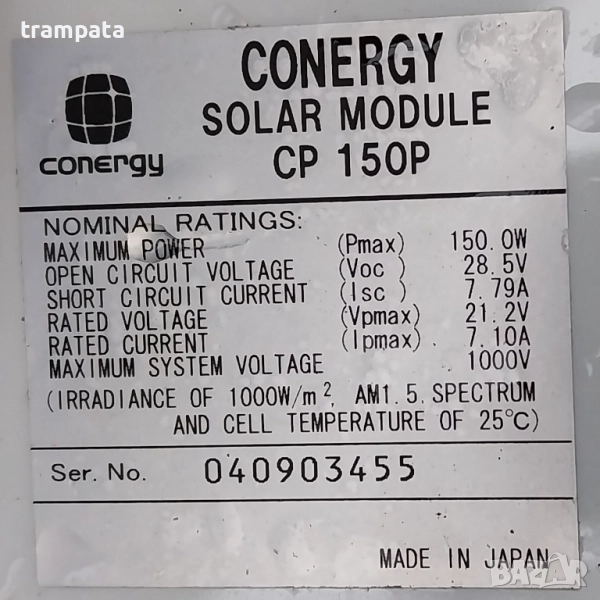 trampata
CONERGY
SOLAR MODULE
conergy
CP 150P
NOMINAL RATINGS:
MAXIMUM POWER (Pmax) 150.0W
OPEN CIRCUIT VOLTAGE (Voc ) 28.5V
SHORT CIRCUIT CURRENT (Isc ) 7.79A
RATED VOLTAGE (Vpmax) 21.2V
RATED CURRENT (Ipmax) 7.10A
MAXIMUM SYSTEM VOLTAGE 1000V
(IRRADIANCE OF 1000W/m², AM1.5, SPECTRUM
AND CELL TEMPERATURE OF 25℃)
Ser. No. 040903455
MADE IN JAPAN
BAZAR